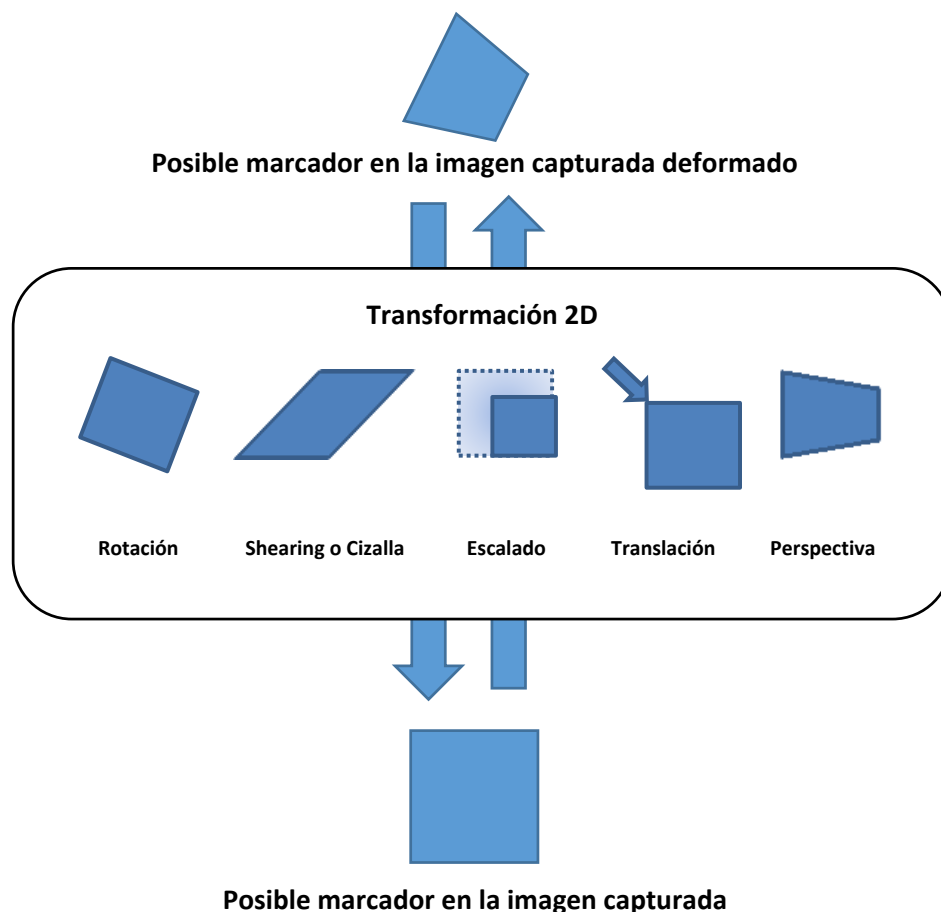 Posible marcador en la imagen capturada deformado
Transformación 2D
Rotación
Shearing o Cizalla
Escalado
Translación
Perspectiva
Posible marcador en la imagen capturada